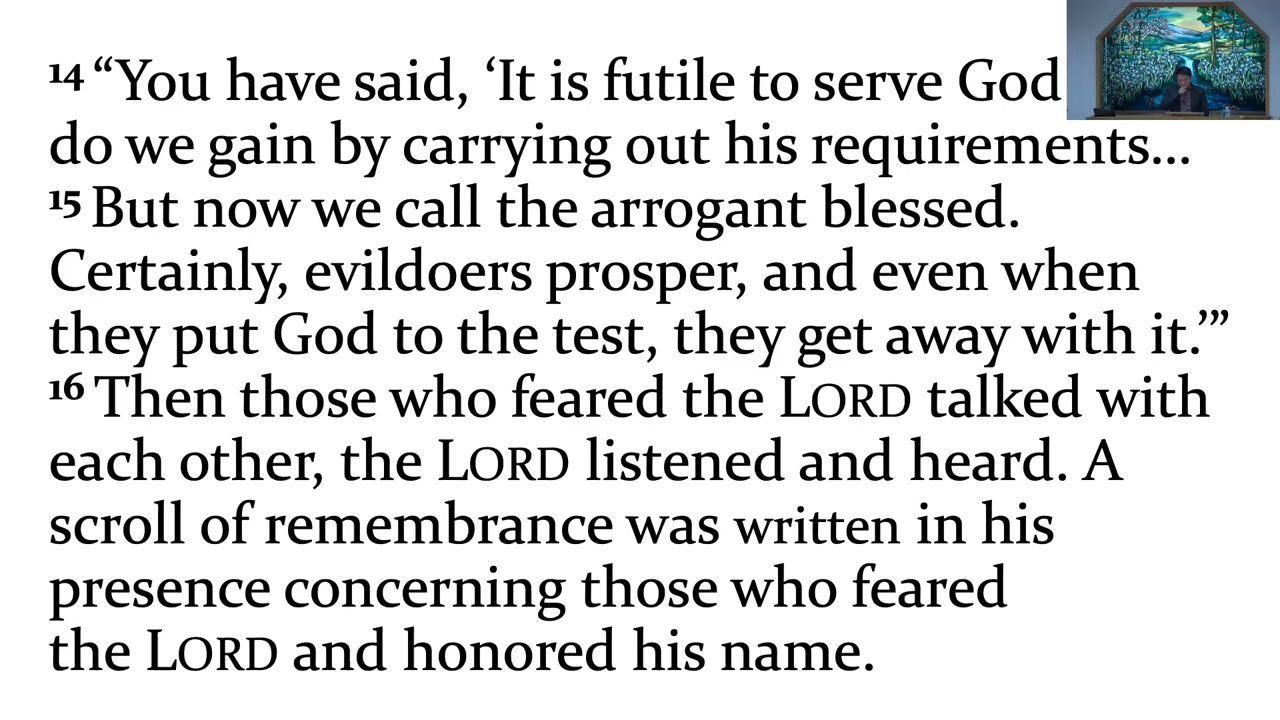 14 “You have said, ‘It is futile to serve God
do we gain by carrying out his requirements…
15 But now we call the arrogant blessed.
Certainly, evildoers prosper, and even when
they put God to the test, they get away with it.’”
16 Then those who feared the LORD talked with
each other, the LORD listened and heard. A
scroll of remembrance was written in his
presence concerning those who feared
the LORD and honored his name.